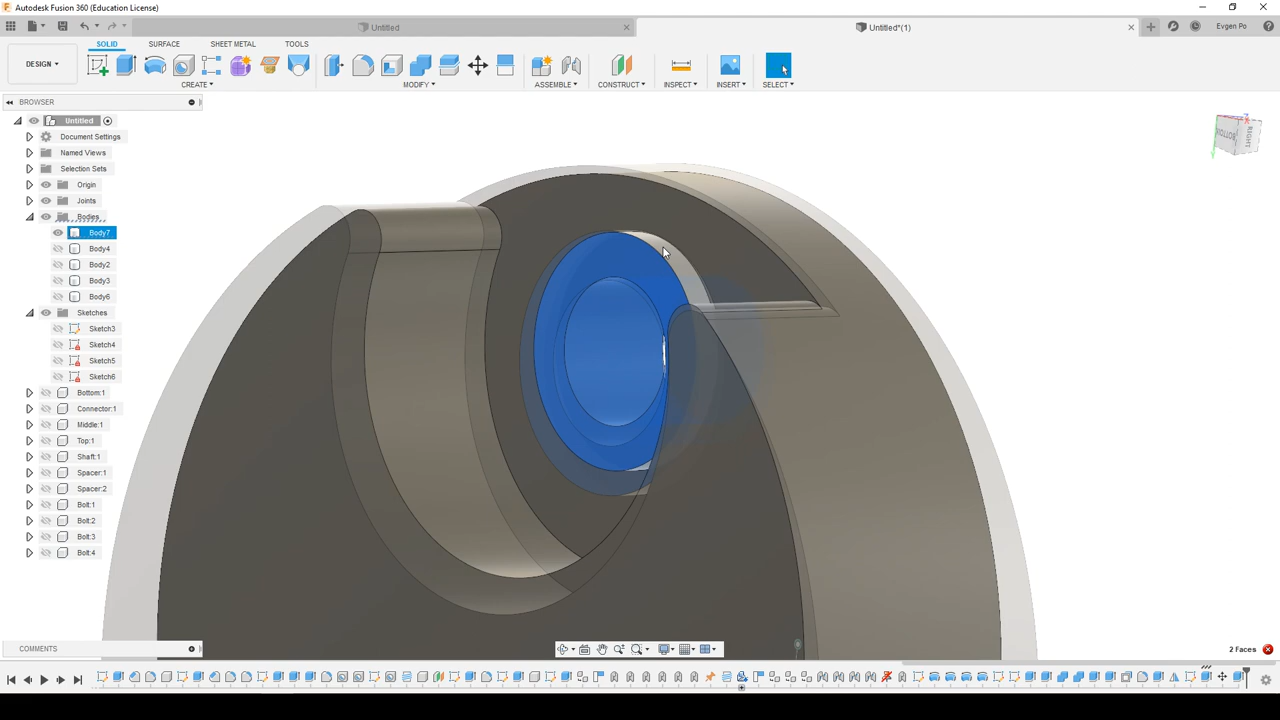 Autodesk Fusion 360 (Education License)
Untitled
Untitled*(1)
Evgen Po
SOLID
SURFACE
SHEET METAL
TOOLS
DESIGN
CREATE
MODIFY
ASSEMBLE
CONSTRUCT
INSPECT
INSERT
SELECT
BROWSER
Untitled
Document Settings
Named Views
Selection Sets
Origin
Joints
Bodies
Body7
Body4
Body2
Body3
Body6
Sketches
Sketch3
Sketch4
Sketch5
Sketch6
Bottom:1
Connector:1
Middle:1
Top:1
Shaft:1
Spacer:1
Spacer:2
Bolt:1
Bolt:2
Bolt:3
Bolt:4
BOTTOM
RIGHT
COMMENTS
2 Faces